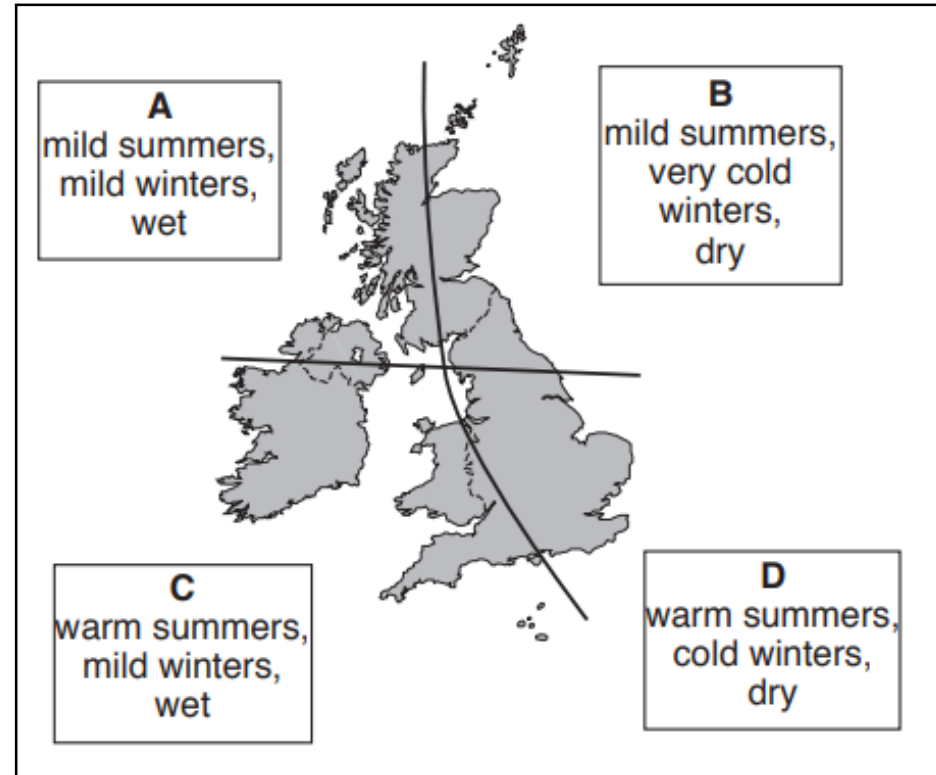 A
mild summers,
mild winters,
wet
B
mild summers,
very cold
winters,
dry
C
warm summers,
mild winters,
wet
D
warm summers,
cold winters,
dry